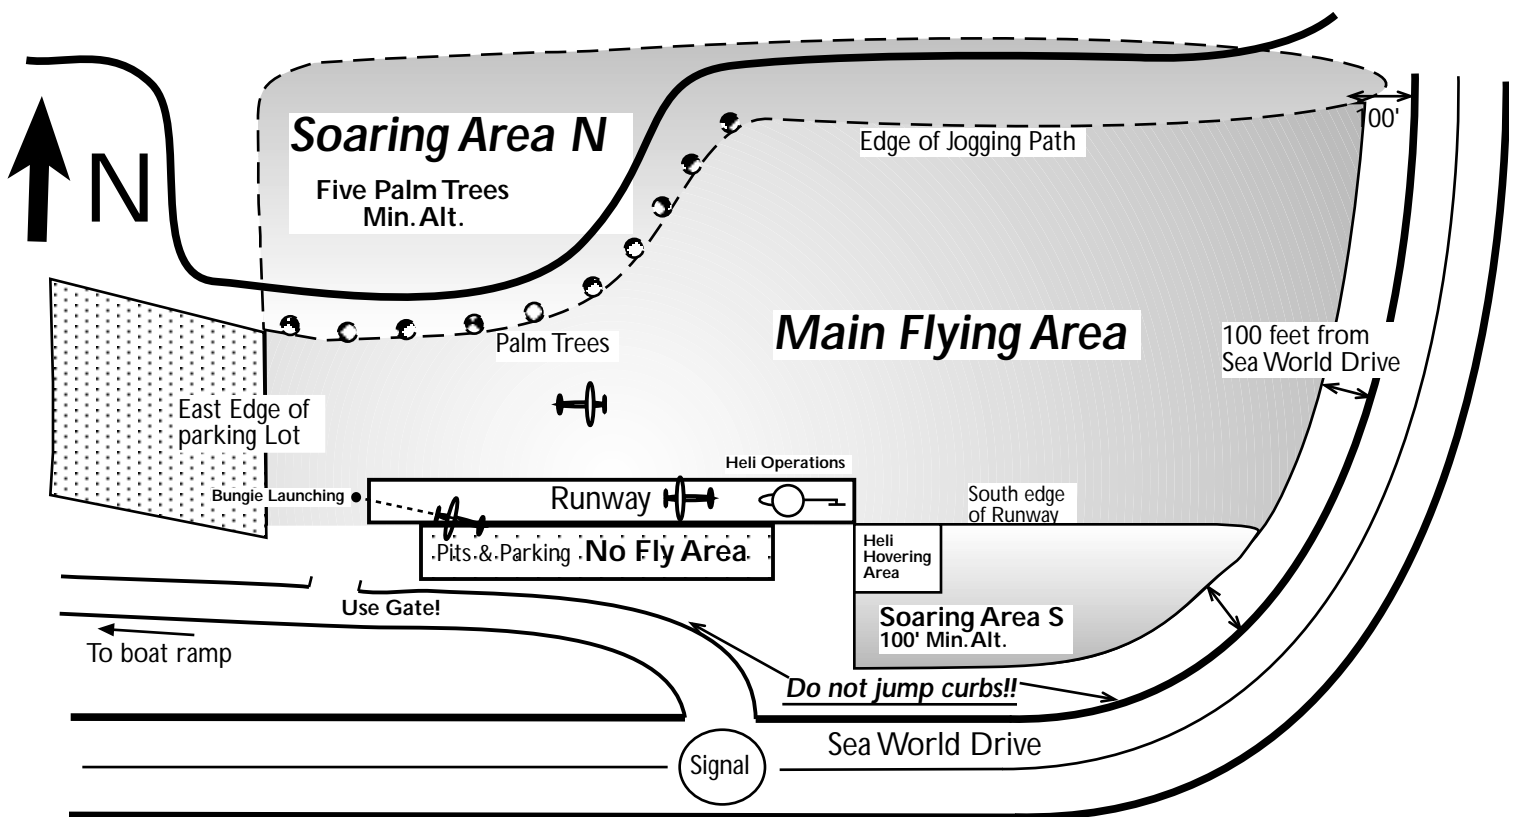 Soaring Area N
Five Palm Trees
Min. Alt.
N
100'
Edge of Jogging Path
Palm Trees
Main Flying Area
100 feet from
Sea World Drive
East Edge of
parking Lot
Heli Operations
Bungie Launching
Runway
South edge
of Runway
Pits & Parking
No Fly Area
Heli
Hovering
Area
Use Gate!
Soaring Area S
100' Min. Alt.
To boat ramp
Do not jump curbs!!
Sea World Drive
Signal